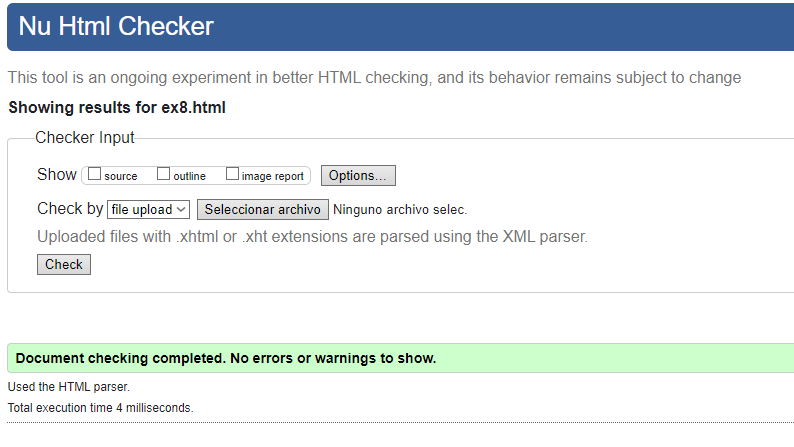 Nu Html Checker
This tool is an ongoing experiment in better HTML checking, and its behavior remains subject to change
Showing results for ex8.html
Checker Input
Show source outline image report Options...
Check by file upload Seleccionar archivo Ninguno archivo selec.
Uploaded files with .xhtml or .xht extensions are parsed using the XML parser.
Check
Document checking completed. No errors or warnings to show.
Used the HTML parser.
Total execution time 4 milliseconds.